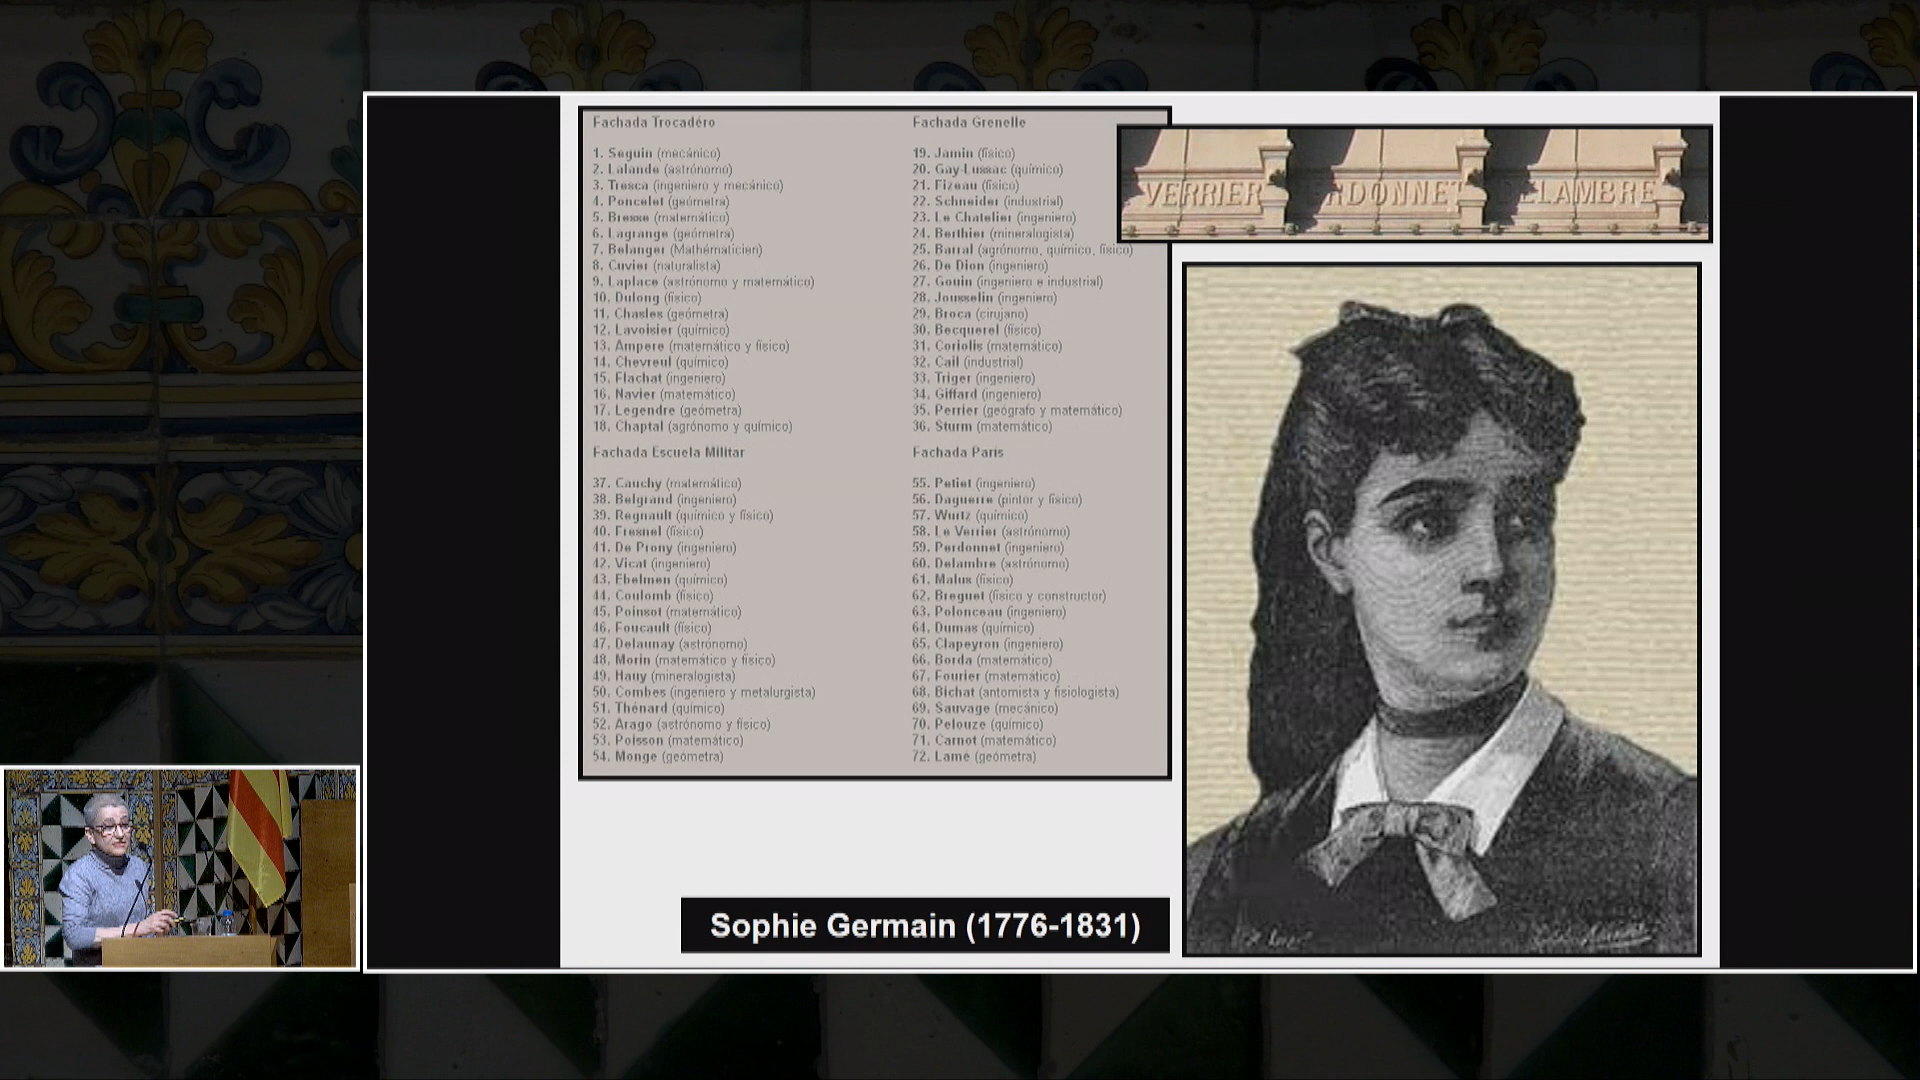 Fachada Trocadéro
1. Seguin (mecánico)
2. Lalande (astrónomo)
3. Tresca (ingeniero y mecánico)
4. Poncelet (geómetra)
5. Bresse (matemático)
6. Lagrange (geómetra)
7. Belanger (Mathématicien)
8. Cuvier (naturalista)
9. Laplace (astrónomo y matemático)
10. Dulong (físico)
11. Chasles (geómetra)
12. Lavoisier (químico)
13. Ampere (matemático y físico)
14. Chevreul (químico)
15. Flachat (ingeniero)
16. Navier (matemático)
17. Legendre (geómetra)
18. Chaptal (agrónomo y químico)
Fachada Grenelle
19. Jamin (físico)
20. Gay-Lussac (químico)
21. Fizeau (físico)
22. Schneider (industrial)
23. Le Chatelier (ingeniero)
24. Berthier (mineralogista)
25. Barral (agrónomo, químico, físico)
26. De Dion (ingeniero)
27. Gouin (ingeniero e industrial)
28. Jousselin (ingeniero)
29. Broca (cirujano)
30. Becquerel (físico)
31. Coriolis (matemático)
32. Cail (industrial)
33. Triger (ingeniero)
34. Giffard (ingeniero)
35. Perrier (geógrafo y matemático)
36. Sturm (matemático)
Fachada Escuela Militar
37. Cauchy (matemático)
38. Belgrand (ingeniero)
39. Regnault (químico y físico)
40. Fresnel (físico)
41. De Prony (ingeniero)
42. Vicat (ingeniero)
43. Ebelmen (químico)
44. Coulomb (físico)
45. Poinsot (matemático)
46. Foucault (físico)
47. Delaunay (astrónomo)
48. Morin (matemático y físico)
49. Hauy (mineralogista)
50. Combes (ingeniero y metalurgista)
51. Thénard (químico)
52. Arago (astrónomo y físico)
53. Poisson (matemático)
54. Monge (geómetra)
Fachada París
55. Petiet (ingeniero)
56. Daguerre (pintor y físico)
57. Wurtz (químico)
58. Le Verrier (astrónomo)
59. Perdonnet (ingeniero)
60. Delambre (astrónomo)
61. Malus (físico)
62. Breguet (físico y constructor)
63. Polonceau (ingeniero)
64. Dumas (químico)
65. Clapeyron (ingeniero)
66. Borda (matemático)
67. Fourier (matemático)
68. Bichat (antomista y fisiologista)
69. Sauvage (mecánico)
70. Pelouze (químico)
71. Carnot (matemático)
72. Lamé (geómetra)
VERRIER RDONNET ELAMBRE
Sophie Germain (1776-1831)